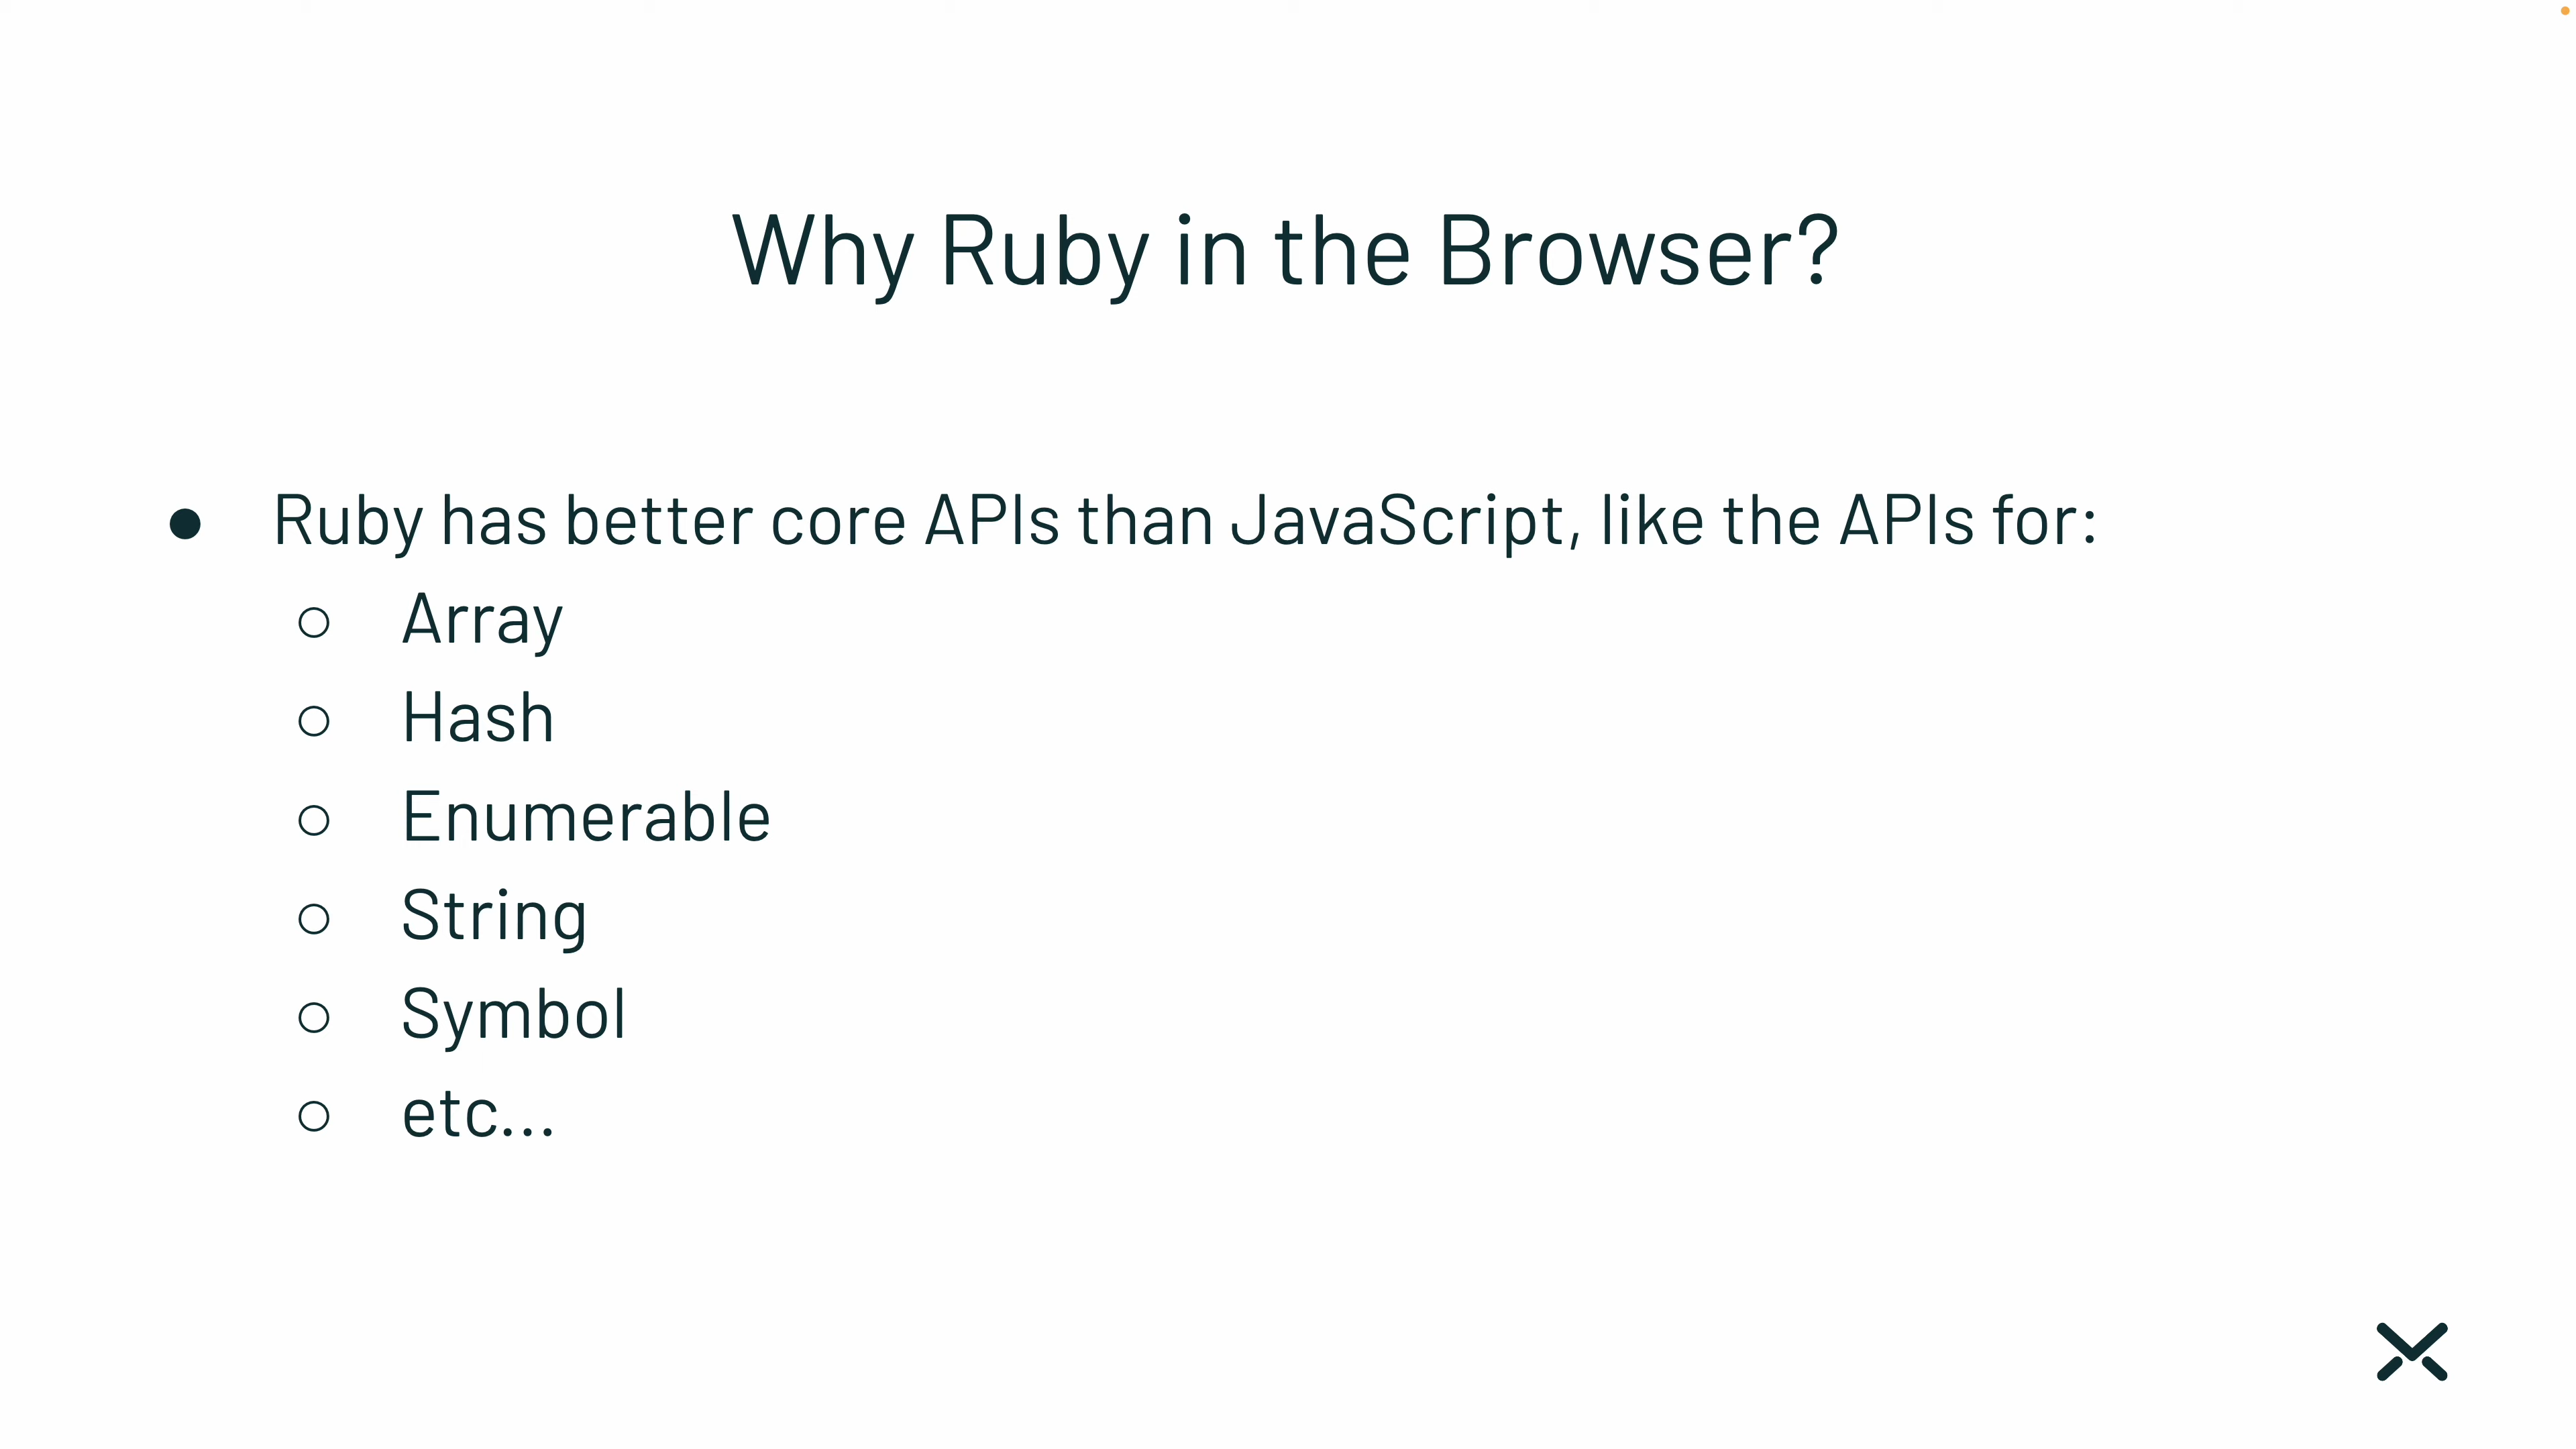 Why Ruby in the Browser?
● Ruby has better core APIs than JavaScript, like the APIs for:
○ Array
○ Hash
○ Enumerable
○ String
○ Symbol
○ etc...